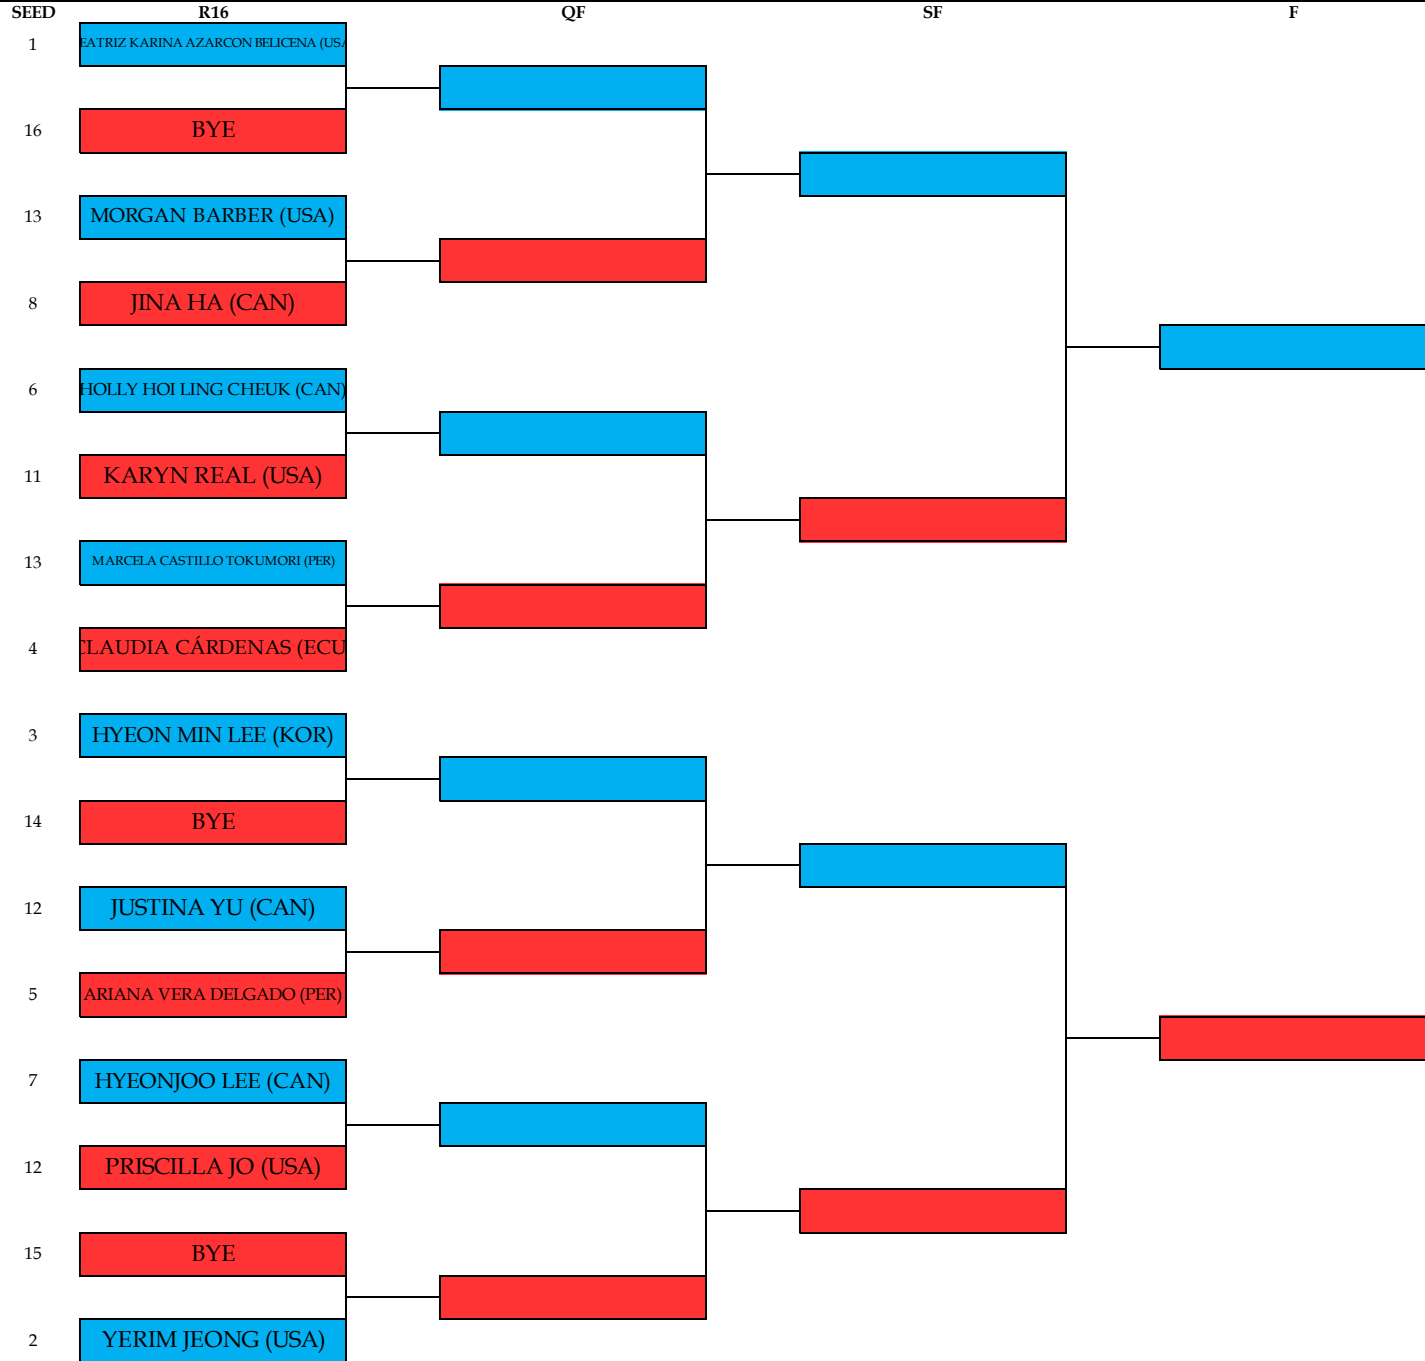 SEED R16 QF SF F
1 EATRIZ KARINA AZARCON BELICENA (USA
16 BYE
13 MORGAN BARBER (USA)
8 JINA HA (CAN)
6 HOLLY HOI LING CHEUK (CAN)
11 KARYN REAL (USA)
13 MARCELA CASTILLO TOKUMORI (PER)
4 CLAUDIA CÁRDENAS (ECU
3 HYEON MIN LEE (KOR)
14 BYE
12 JUSTINA YU (CAN)
5 ARIANA VERA DELGADO (PER)
7 HYEONJOO LEE (CAN)
12 PRISCILLA JO (USA)
15 BYE
2 YERIM JEONG (USA)